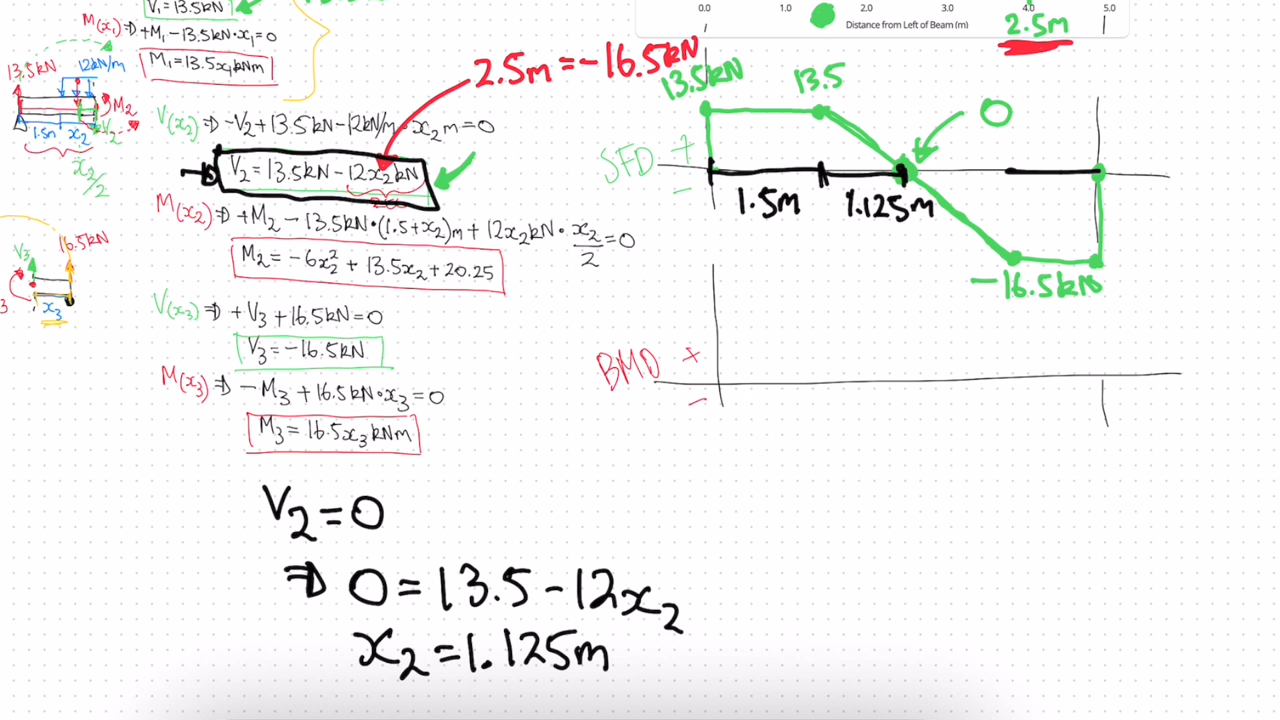 V₁ = 13.5kN
M(x₁) ⇒ +M₁ - 13.5kN·x₁ = 0
M₁ = 13.5x₁ kNm
13.5kN
12kN/m
M₂
V₂
1.5m
x₂
x₂/2
V(x₂) ⇒ -V₂ + 13.5kN - 12kN/m · x₂ m = 0
V₂ = 13.5kN - 12x₂ kN
2.5m = -16.5kN
M(x₂) ⇒ +M₂ - 13.5kN·(1.5+x₂)m + 12x₂kN · x₂/2 = 0
M₂ = -6x₂² + 13.5x₂ + 20.25
V₃
16.5kN
3
x₃
V(x₃) ⇒ + V₃ + 16.5kN = 0
V₃ = -16.5kN
M(x₃) ⇒ -M₃ + 16.5kN·x₃ = 0
M₃ = 16.5x₃ kNm
V₂ = 0
⇒ 0 = 13.5 - 12x₂
x₂ = 1.125m
0.0 1.0 2.0 3.0 4.0 5.0
Distance from Left of Beam (m)
2.5m
13.5kN
13.5
0
SFD + -
1.5m
1.125m
-16.5kN
BMD + -